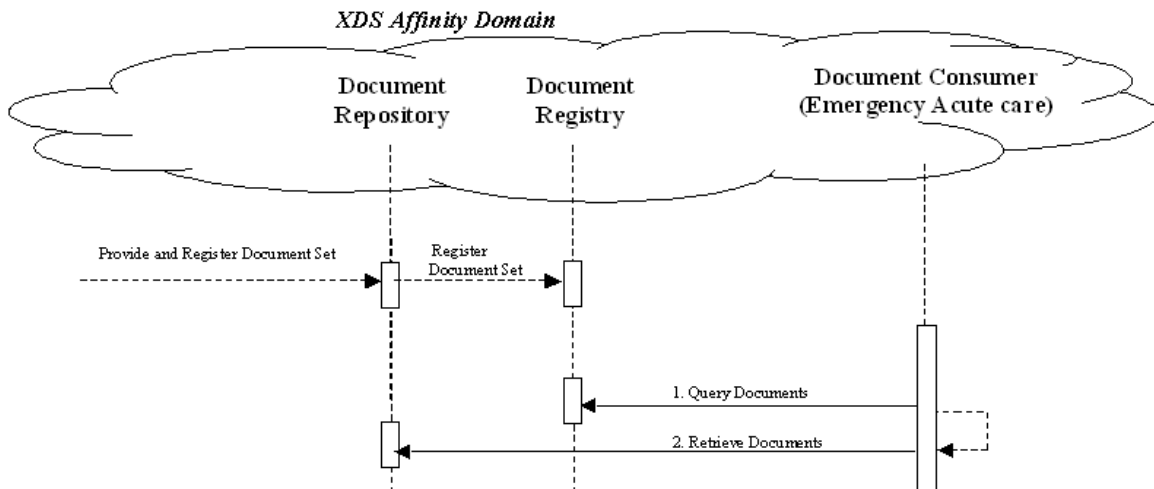 XDS Affinity Domain
Document
Repository
Document
Registry
Document Consumer
(Emergency Acute care)
Provide and Register Document Set
Register
Document Set
1. Query Documents
2. Retrieve Documents